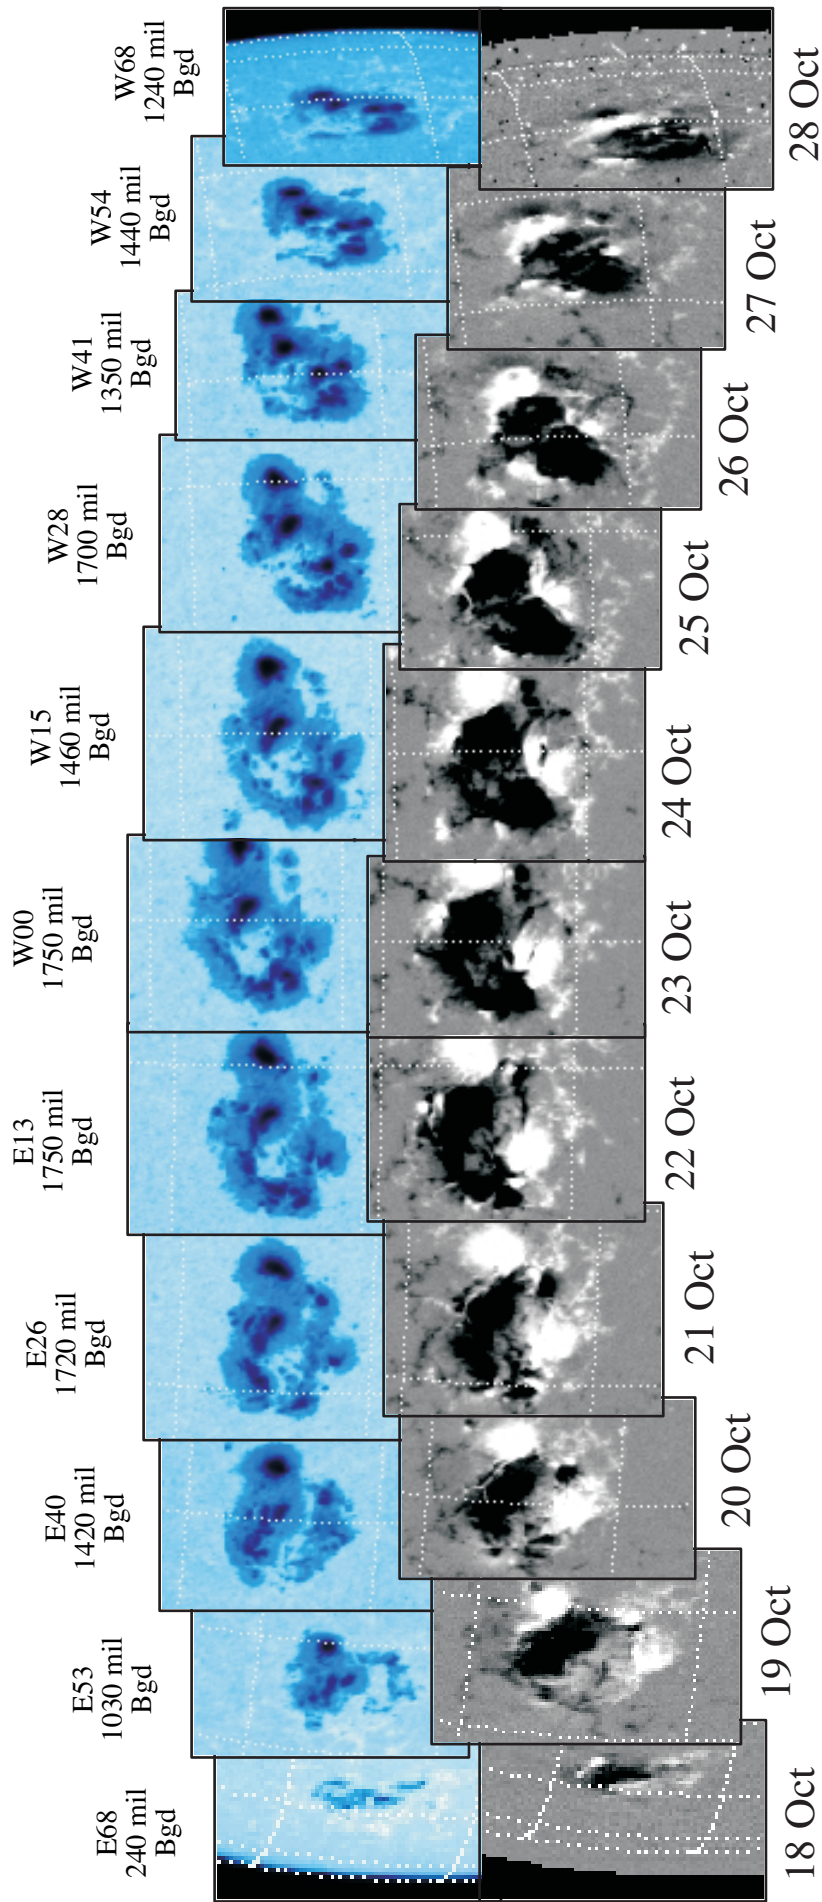 E68
240 mil
Bgd
E53
1030 mil
Bgd
E40
1420 mil
Bgd
E26
1720 mil
Bgd
E13
1750 mil
Bgd
W00
1750 mil
Bgd
W15
1460 mil
Bgd
W28
1700 mil
Bgd
W41
1350 mil
Bgd
W54
1440 mil
Bgd
W68
1240 mil
Bgd
18 Oct
19 Oct
20 Oct
21 Oct
22 Oct
23 Oct
24 Oct
25 Oct
26 Oct
27 Oct
28 Oct